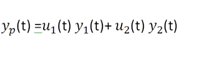 yₚ(t) =u₁(t) y₁(t)+ u₂(t) y₂(t)